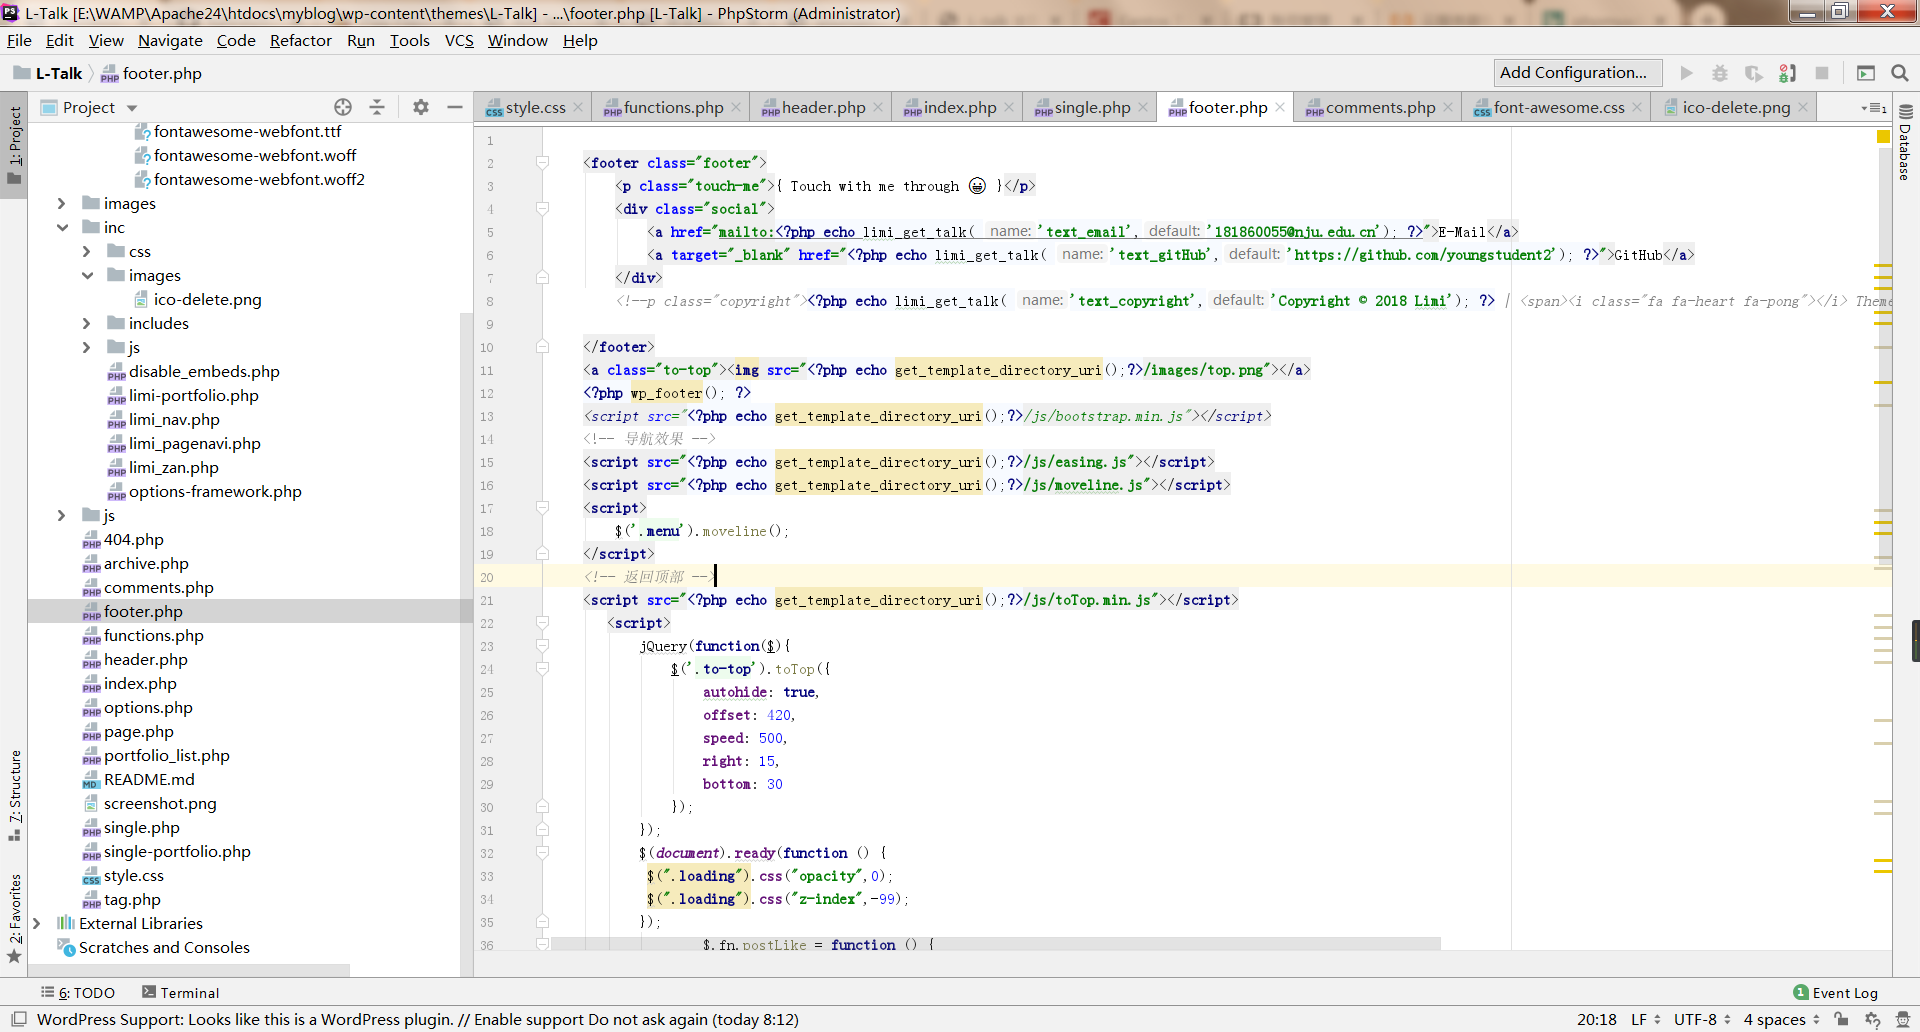 L-Talk [E:\WAMP\Apache24\htdocs\myblog\wp-content\themes\L-Talk] - ...\footer.php [L-Talk] - PhpStorm (Administrator)
File Edit View Navigate Code Refactor Run Tools VCS Window Help
L-Talk footer.php Add Configuration...
Project
style.css functions.php header.php index.php single.php footer.php comments.php font-awesome.css ico-delete.png
1: Project
7: Structure
2: Favorites
Database
fontawesome-webfont.ttf
fontawesome-webfont.woff
fontawesome-webfont.woff2
images
inc
css
images
ico-delete.png
includes
js
disable_embeds.php
limi-portfolio.php
limi_nav.php
limi_pagenavi.php
limi_zan.php
options-framework.php
js
404.php
archive.php
comments.php
footer.php
functions.php
header.php
index.php
options.php
page.php
portfolio_list.php
README.md
screenshot.png
single.php
single-portfolio.php
style.css
tag.php
External Libraries
Scratches and Consoles
1
2 <footer class="footer">
3 <p class="touch-me">{ Touch with me through 😀 }</p>
4 <div class="social">
5 <a href="mailto:<?php echo limi_get_talk( name: 'text_email', default: '181860055@nju.edu.cn'); ?>">E-Mail</a>
6 <a target="_blank" href="<?php echo limi_get_talk( name: 'text_gitHub', default: 'https://github.com/youngstudent2'); ?>">GitHub</a>
7 </div>
8 <!--p class="copyright"><?php echo limi_get_talk( name: 'text_copyright', default: 'Copyright © 2018 Limi'); ?> | <span><i class="fa fa-heart fa-pong"></i> Theme
9
10 </footer>
11 <a class="to-top"><img src="<?php echo get_template_directory_uri();?>/images/top.png"></a>
12 <?php wp_footer(); ?>
13 <script src="<?php echo get_template_directory_uri();?>/js/bootstrap.min.js"></script>
14 <!-- 导航效果 -->
15 <script src="<?php echo get_template_directory_uri();?>/js/easing.js"></script>
16 <script src="<?php echo get_template_directory_uri();?>/js/moveline.js"></script>
17 <script>
18 $('.menu').moveline();
19 </script>
20 <!-- 返回顶部 -->
21 <script src="<?php echo get_template_directory_uri();?>/js/toTop.min.js"></script>
22 <script>
23 jQuery(function($){
24 $('.to-top').toTop({
25 autohide: true,
26 offset: 420,
27 speed: 500,
28 right: 15,
29 bottom: 30
30 });
31 });
32 $(document).ready(function () {
33 $(".loading").css("opacity",0);
34 $(".loading").css("z-index",-99);
35 });
36 $.fn.postLike = function () {
6: TODO Terminal 1 Event Log
WordPress Support: Looks like this is a WordPress plugin. // Enable support Do not ask again (today 8:12) 20:18 LF UTF-8 4 spaces